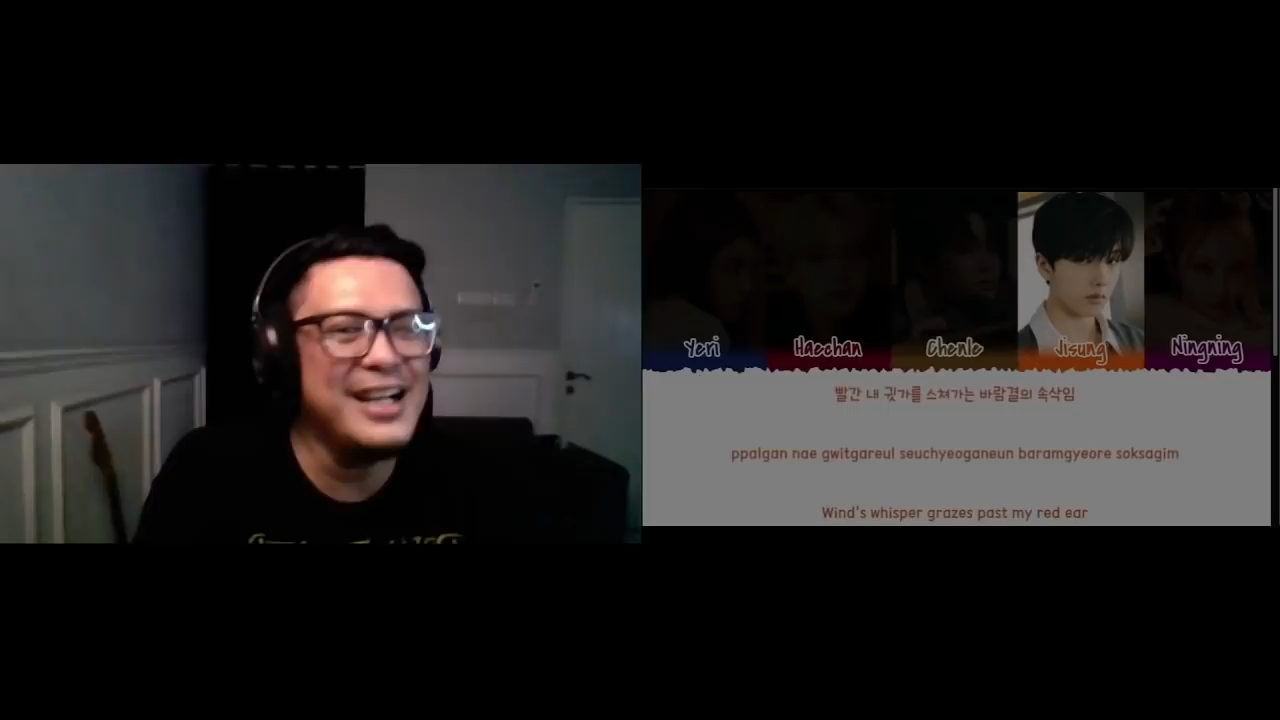 Yeri
Haechan
Chenle
Jisung
Ningning
빨간 내 귓가를 스쳐가는 바람결의 속삭임
ppalgan nae gwitgareul seuchyeoganeun baramgyeore soksagim
Wind's whisper grazes past my red ear